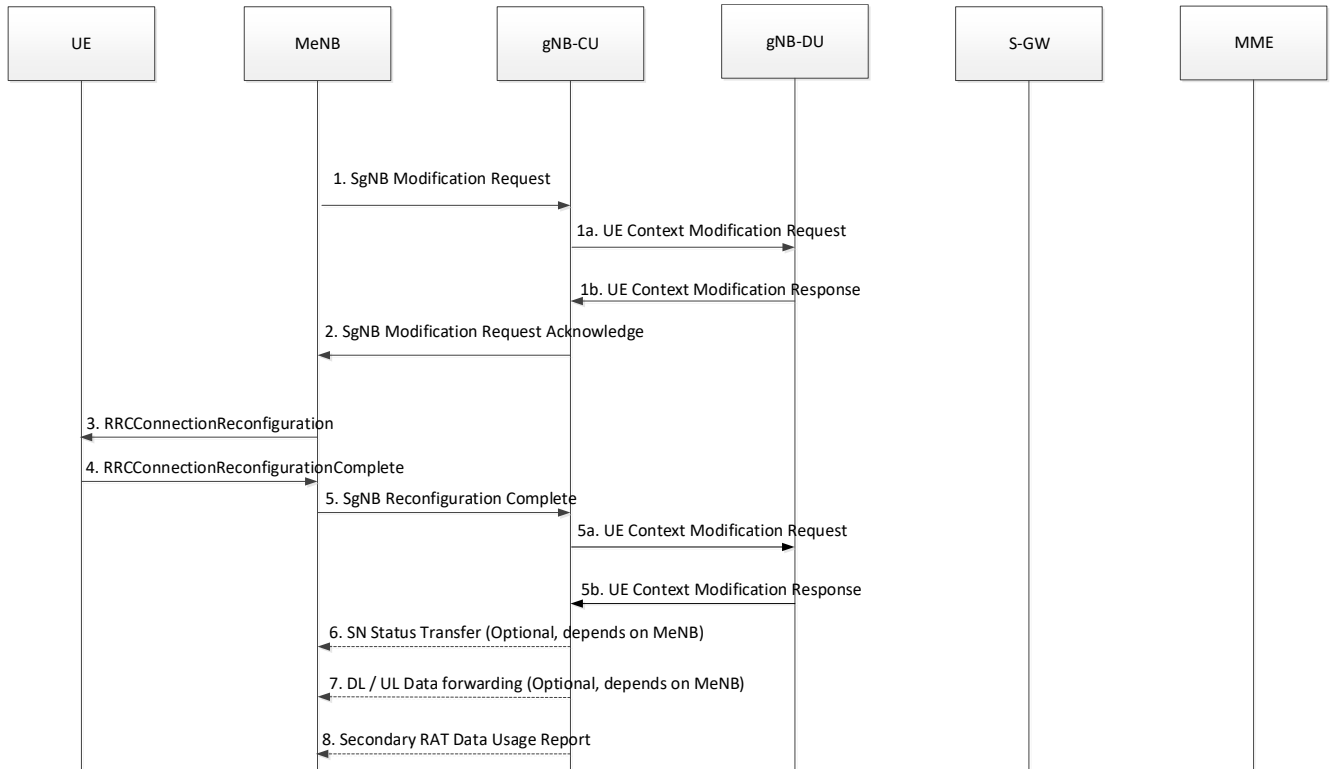 UE
MeNB
gNB-CU
gNB-DU
S-GW
MME
1. SgNB Modification Request
1a. UE Context Modification Request
1b. UE Context Modification Response
2. SgNB Modification Request Acknowledge
3. RRCConnectionReconfiguration
4. RRCConnectionReconfigurationComplete
5. SgNB Reconfiguration Complete
5a. UE Context Modification Request
5b. UE Context Modification Response
6. SN Status Transfer (Optional, depends on MeNB)
7. DL / UL Data forwarding (Optional, depends on MeNB)
8. Secondary RAT Data Usage Report